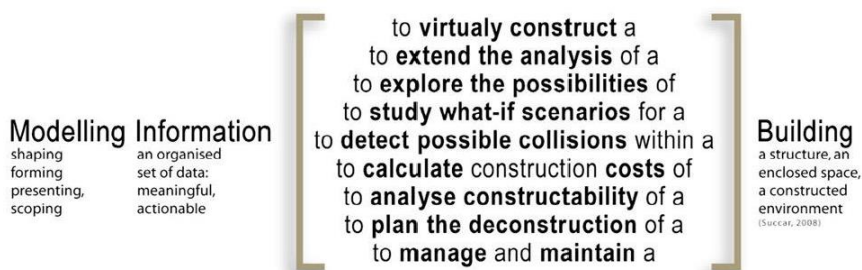 Modelling
shaping
forming
presenting,
scoping
Information
an organised
set of data:
meaningful,
actionable
to virtualy construct a
to extend the analysis of a
to explore the possibilities of
to study what-if scenarios for a
to detect possible collisions within a
to calculate construction costs of
to analyse constructability of a
to plan the deconstruction of a
to manage and maintain a
Building
a structure, an
enclosed space,
a constructed
environment
(Succar, 2008)